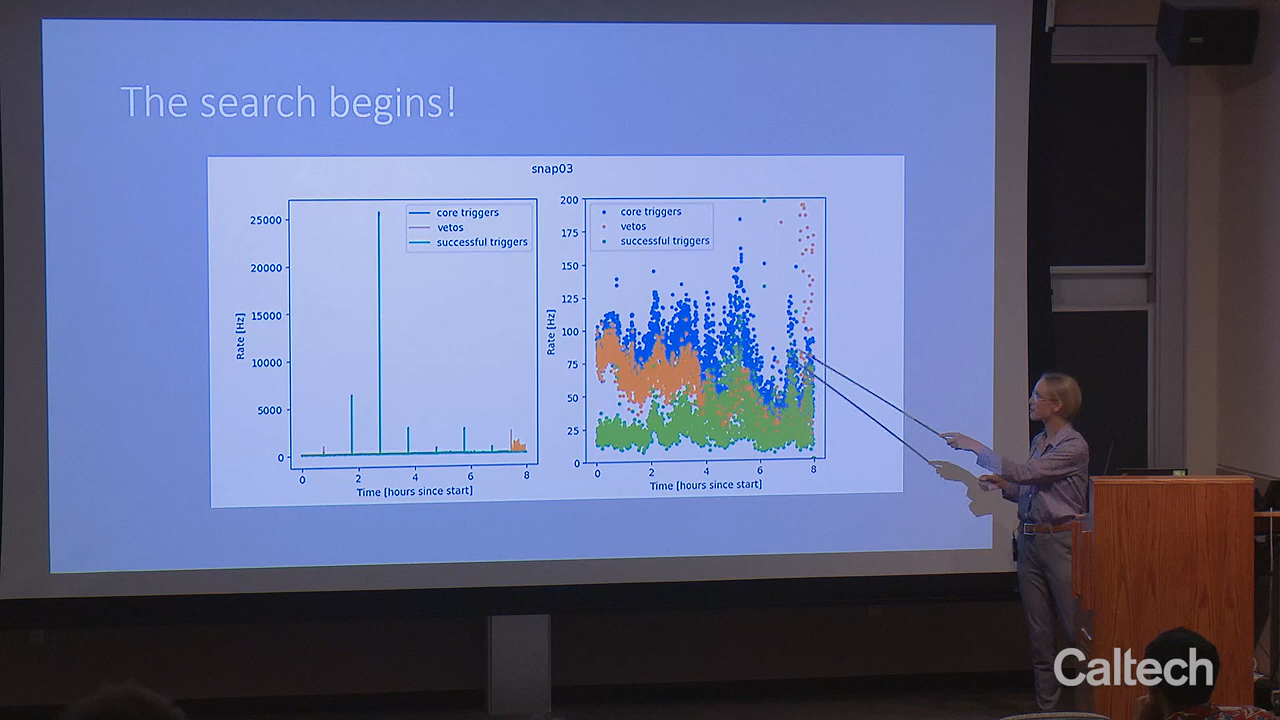 The search begins!
snap03
core triggers
vetos
successful triggers
25000
20000
15000
10000
5000
0
Rate [Hz]
0 2 4 6 8
Time [hours since start]
core triggers
vetos
successful triggers
200
175
150
125
100
75
50
25
0
Rate [Hz]
0 2 4 6 8
Time [hours since start]
Caltech